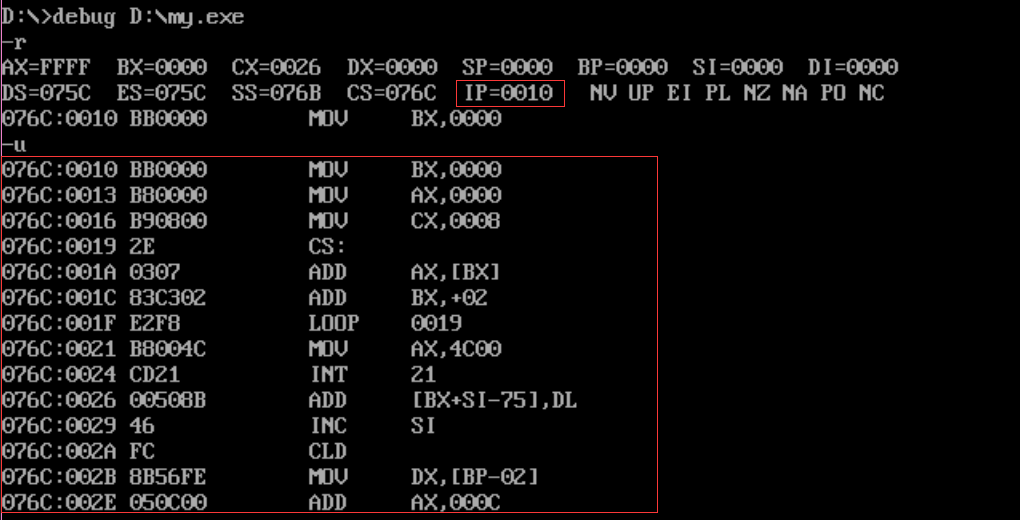 D:\>debug D:\my.exe
-r
AX=FFFF  BX=0000  CX=0026  DX=0000  SP=0000  BP=0000  SI=0000  DI=0000
DS=075C  ES=075C  SS=076B  CS=076C  IP=0010   NV UP EI PL NZ NA PO NC
076C:0010 BB0000        MOV     BX,0000
-u
076C:0010 BB0000        MOV     BX,0000
076C:0013 B80000        MOV     AX,0000
076C:0016 B90800        MOV     CX,0008
076C:0019 2E            CS:
076C:001A 0307          ADD     AX,[BX]
076C:001C 83C302        ADD     BX,+02
076C:001F E2F8          LOOP    0019
076C:0021 B8004C        MOV     AX,4C00
076C:0024 CD21          INT     21
076C:0026 00508B        ADD     [BX+SI-75],DL
076C:0029 46            INC     SI
076C:002A FC            CLD
076C:002B 8B56FE        MOV     DX,[BP-02]
076C:002E 050C00        ADD     AX,000C